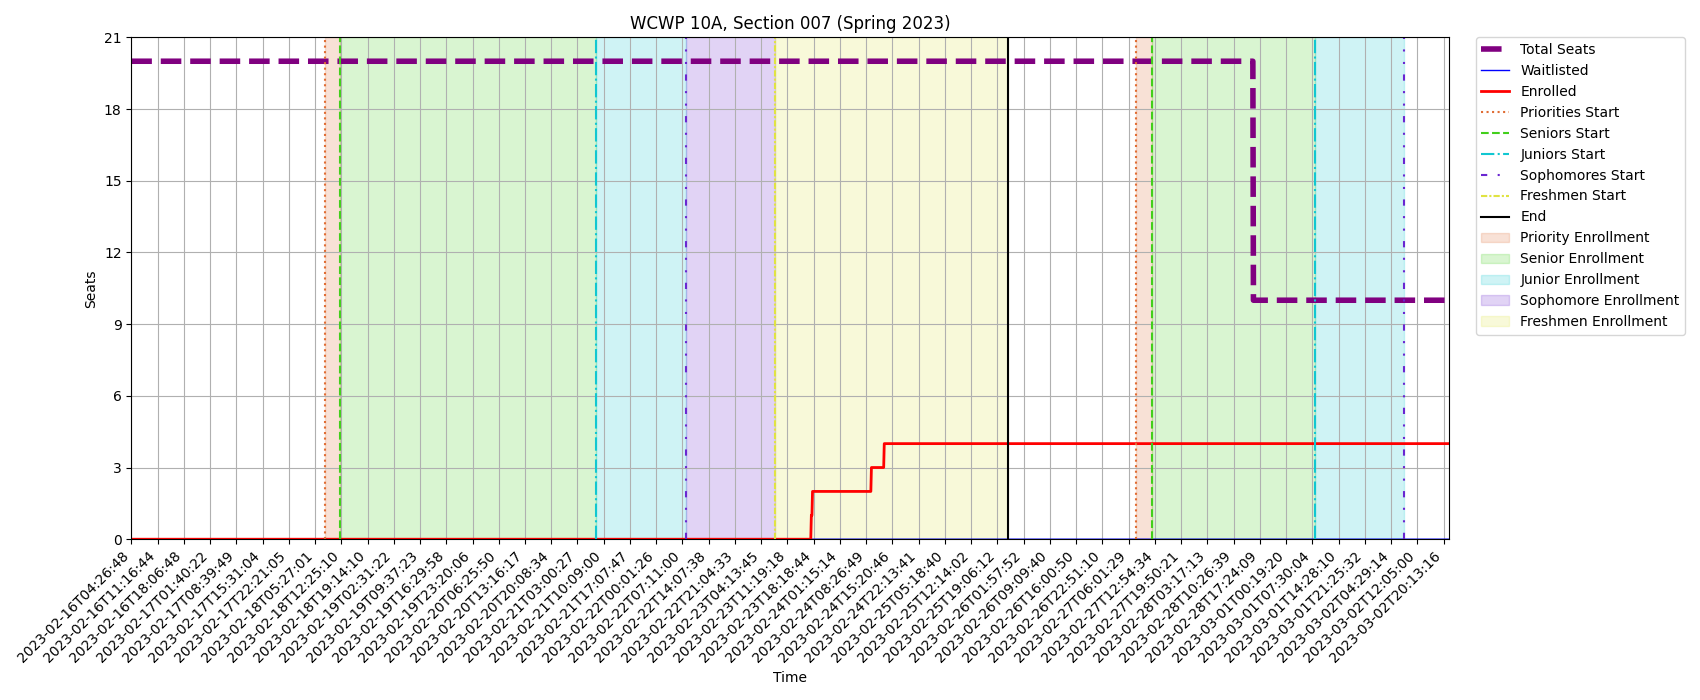 WCWP 10A, Section 007 (Spring 2023)
Seats
21
18
15
12
9
6
3
0
2023-02-16T04:26:48
2023-02-16T11:16:44
2023-02-16T18:06:48
2023-02-17T01:40:22
2023-02-17T08:39:49
2023-02-17T15:31:04
2023-02-17T22:21:05
2023-02-18T05:27:01
2023-02-18T12:25:10
2023-02-18T19:14:10
2023-02-19T02:31:22
2023-02-19T09:37:23
2023-02-19T16:29:58
2023-02-19T23:20:06
2023-02-20T06:25:50
2023-02-20T13:16:17
2023-02-20T20:08:34
2023-02-21T03:00:27
2023-02-21T10:09:00
2023-02-21T17:07:47
2023-02-22T00:01:26
2023-02-22T07:11:00
2023-02-22T14:07:38
2023-02-22T21:04:33
2023-02-23T04:13:45
2023-02-23T11:19:18
2023-02-23T18:18:44
2023-02-24T01:15:14
2023-02-24T08:26:49
2023-02-24T15:20:46
2023-02-24T22:13:41
2023-02-25T05:18:40
2023-02-25T12:14:02
2023-02-25T19:06:12
2023-02-26T01:57:52
2023-02-26T09:09:40
2023-02-26T16:00:50
2023-02-26T22:51:10
2023-02-27T06:01:29
2023-02-27T12:54:34
2023-02-27T19:50:21
2023-02-28T03:17:13
2023-02-28T10:26:39
2023-02-28T17:24:09
2023-03-01T00:19:20
2023-03-01T07:30:04
2023-03-01T14:28:10
2023-03-01T21:25:32
2023-03-02T04:29:14
2023-03-02T12:05:00
2023-03-02T20:13:16
Time
Total Seats
Waitlisted
Enrolled
Priorities Start
Seniors Start
Juniors Start
Sophomores Start
Freshmen Start
End
Priority Enrollment
Senior Enrollment
Junior Enrollment
Sophomore Enrollment
Freshmen Enrollment